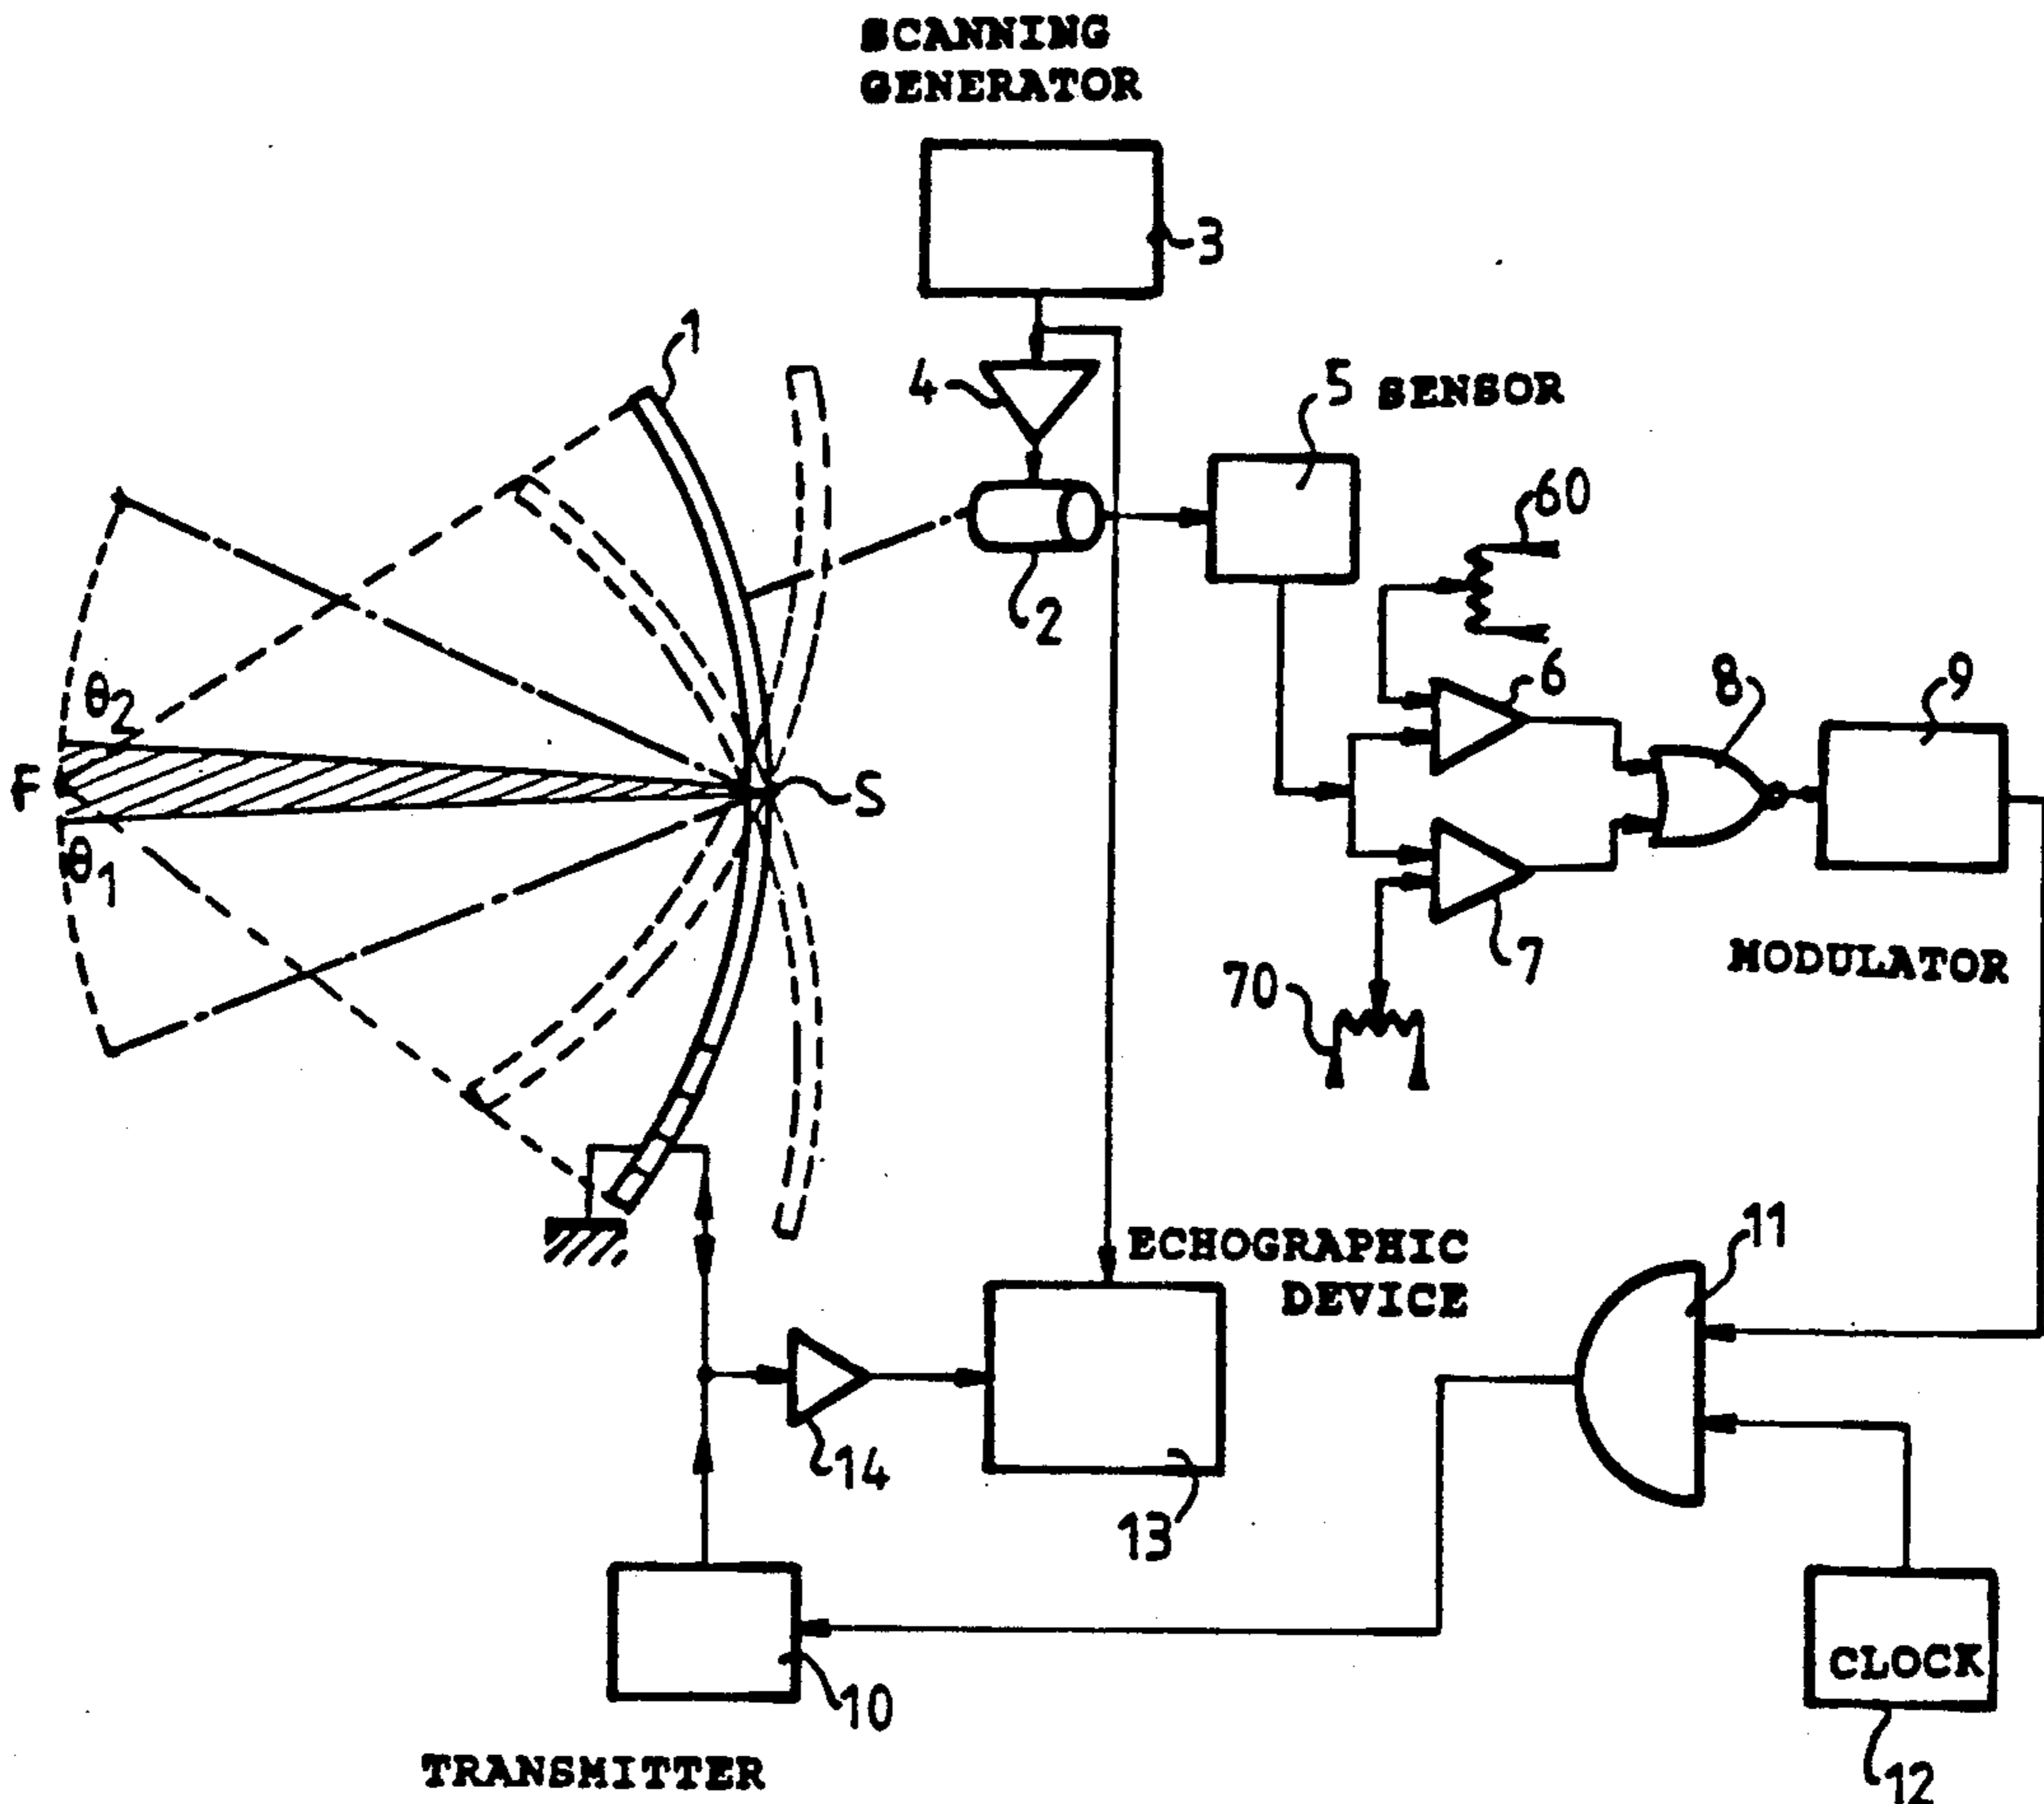 SCANNING
GENERATOR
3
1
4
5 SENSOR
60
2
6
8
9
θ2
F
S
θ1
7
MODULATOR
70
11
ECHOGRAPHIC
DEVICE
14
13
CLOCK
10
TRANSMITTER
12